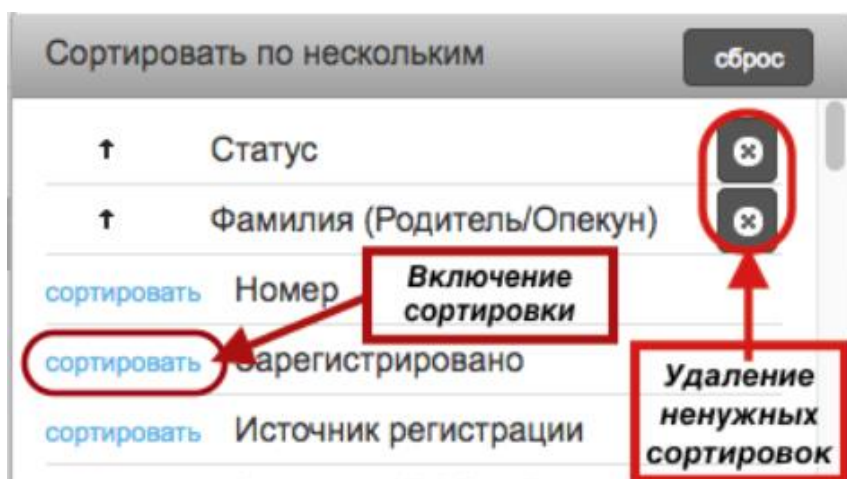 Сортировать по нескольким
сброс
Статус
Фамилия (Родитель/Опекун)
сортировать Номер
Включение
сортировки
сортировать Зарегистрировано
сортировать Источник регистрации
Удаление
ненужных
сортировок